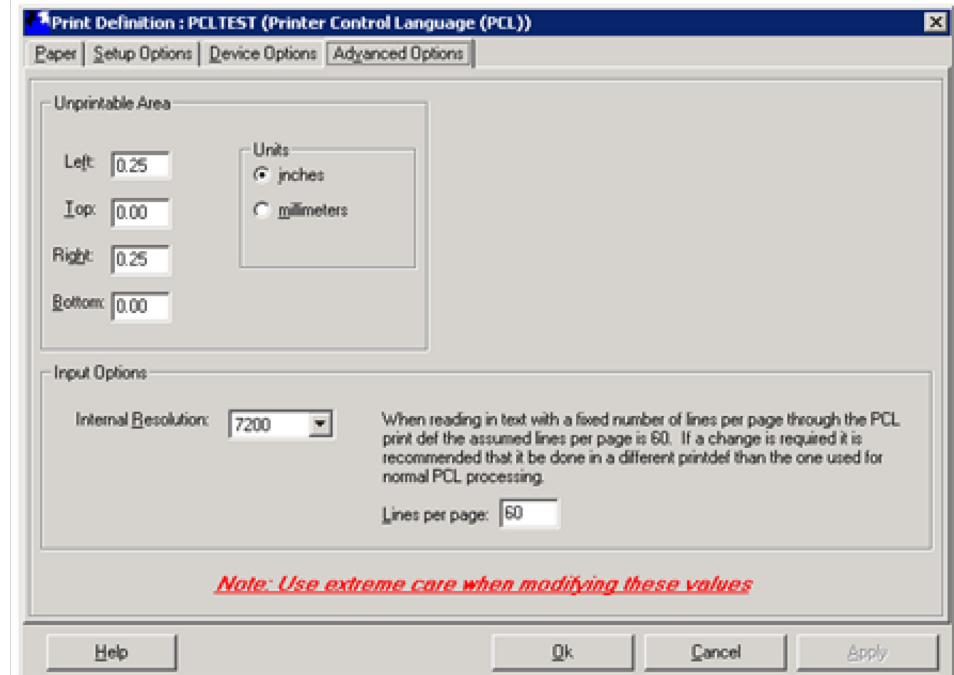 Print Definition : PCLTEST (Printer Control Language (PCL))
Paper Setup Options Device Options Advanced Options
Unprintable Area
Left: 0.25
Top: 0.00
Right: 0.25
Bottom: 0.00
Units
inches
millimeters
Input Options
Internal Resolution: 7200
When reading in text with a fixed number of lines per page through the PCL
print def the assumed lines per page is 60. If a change is required it is
recommended that it be done in a different printdef than the one used for
normal PCL processing.
Lines per page: 60
Note: Use extreme care when modifying these values
Help Ok Cancel Apply